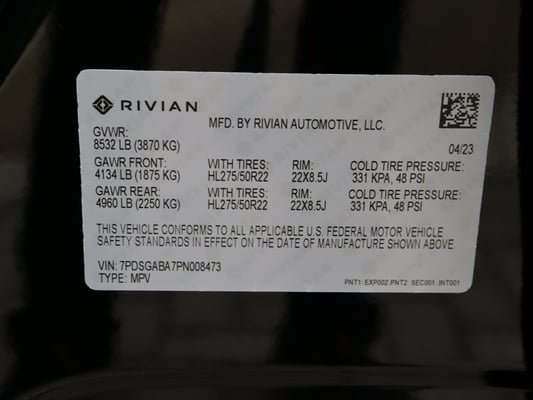 RIVIAN
MFD. BY RIVIAN AUTOMOTIVE, LLC.
GVWR:
8532 LB (3870 KG)
04/23
GAWR FRONT: WITH TIRES: RIM: COLD TIRE PRESSURE:
4134 LB (1875 KG) HL275/50R22 22X8.5J 331 KPA, 48 PSI
GAWR REAR: WITH TIRES: RIM: COLD TIRE PRESSURE:
4960 LB (2250 KG) HL275/50R22 22X8.5J 331 KPA, 48 PSI
THIS VEHICLE CONFORMS TO ALL APPLICABLE U.S. FEDERAL MOTOR VEHICLE
SAFETY STANDARDS IN EFFECT ON THE DATE OF MANUFACTURE SHOWN ABOVE.
VIN: 7PDSGABA7PN008473
TYPE: MPV
PNT1: EXP002 PNT2: SEC001 INT001